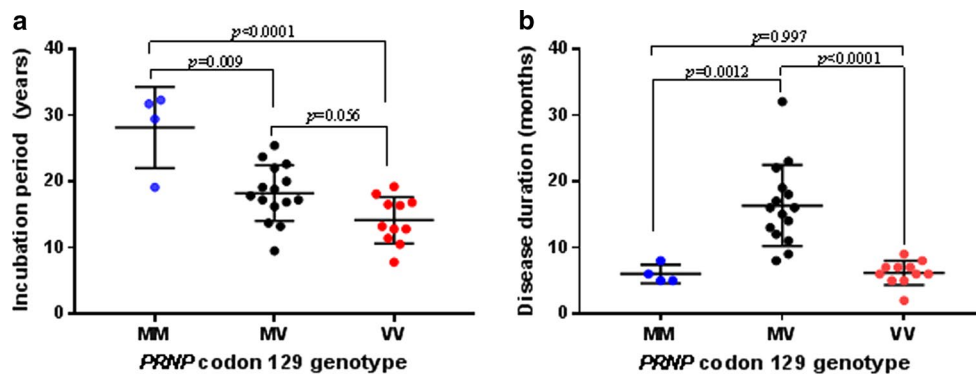 a
p<0.0001
p=0.009
p=0.056
Incubation period (years)
40
30
20
10
0
MM
MV
VV
PRNP codon 129 genotype
b
p=0.997
p=0.0012
p<0.0001
Disease duration (months)
40
30
20
10
0
MM
MV
VV
PRNP codon 129 genotype